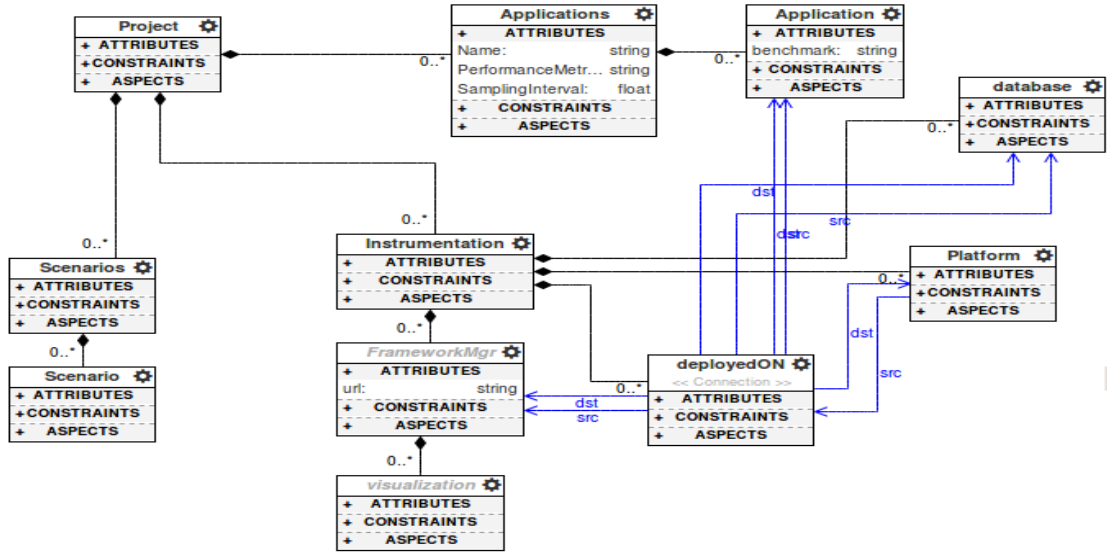 Project
+ ATTRIBUTES
+CONSTRAINTS
+ ASPECTS
Applications
+ ATTRIBUTES
Name: string
PerformanceMetr... string
SamplingInterval: float
+ CONSTRAINTS
+ ASPECTS
Application
+ ATTRIBUTES
benchmark: string
+ CONSTRAINTS
+ ASPECTS
database
+ ATTRIBUTES
+CONSTRAINTS
+ ASPECTS
0..*
0..*
0..*
0..*
0..*
dst
src
dst
src
Instrumentation
+ ATTRIBUTES
+ CONSTRAINTS
+ ASPECTS
Scenarios
+ ATTRIBUTES
+CONSTRAINTS
+ ASPECTS
Platform
+ ATTRIBUTES
+CONSTRAINTS
+ ASPECTS
0..*
0..*
0..*
dst
src
FrameworkMgr
+ ATTRIBUTES
url: string
+ CONSTRAINTS
+ ASPECTS
deployedON
<< Connection >>
+ ATTRIBUTES
+ CONSTRAINTS
+ ASPECTS
0..*
dst
src
Scenario
+ ATTRIBUTES
+CONSTRAINTS
+ ASPECTS
0..*
visualization
+ ATTRIBUTES
+ CONSTRAINTS
+ ASPECTS